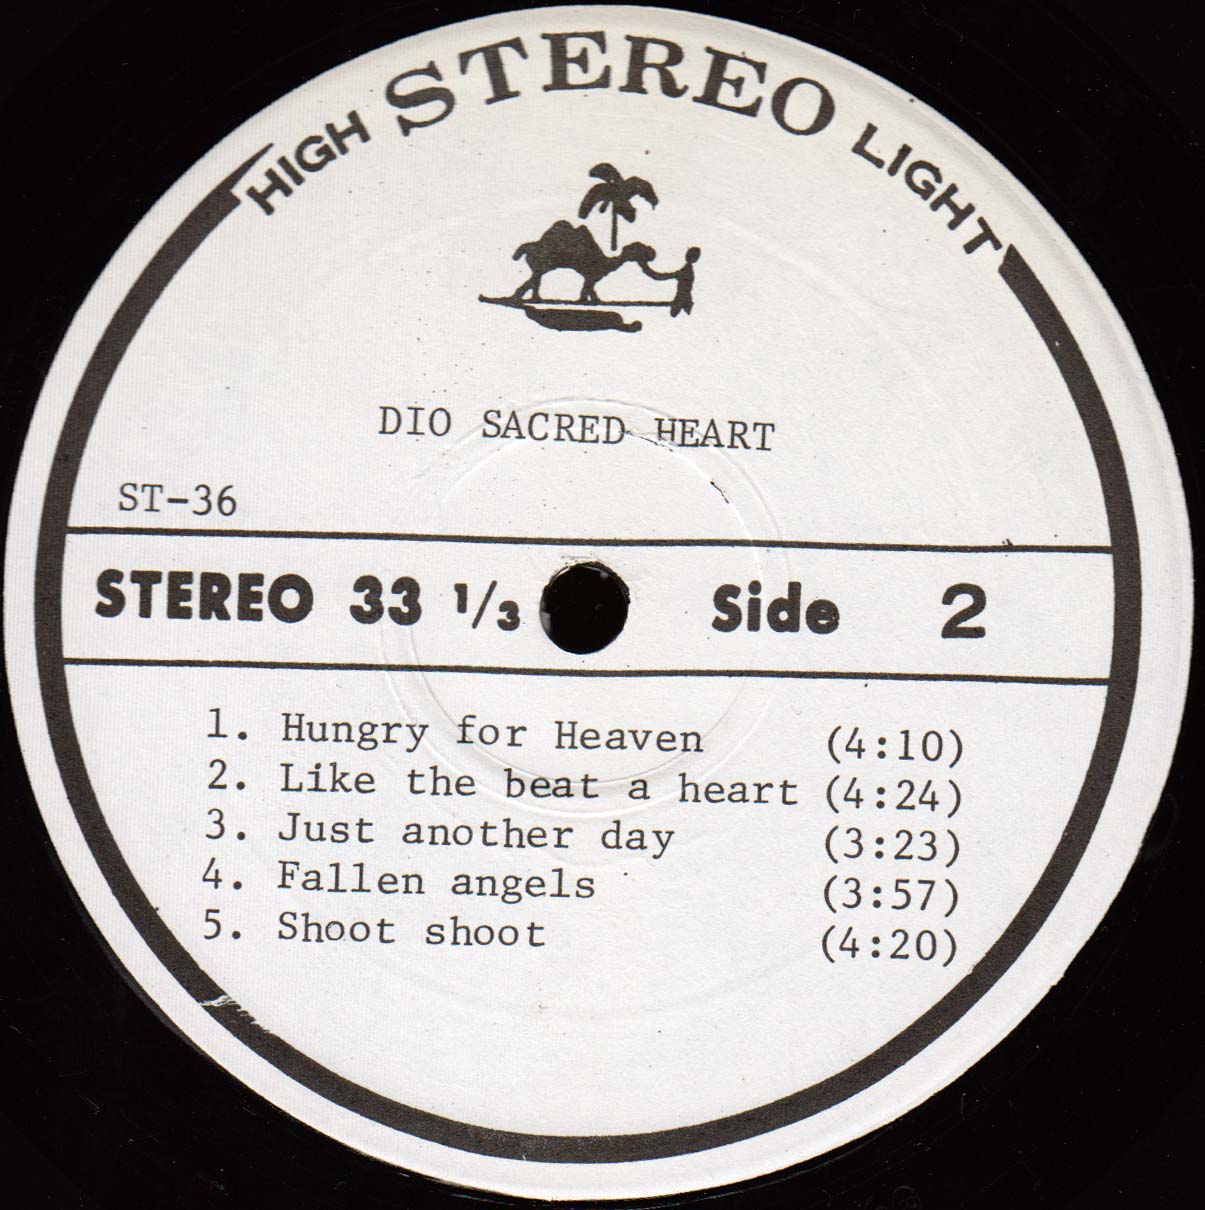 HIGH STEREO LIGHT
DIO SACRED HEART
ST-36
STEREO 33 1/3 Side 2
1. Hungry for Heaven (4:10)
2. Like the beat a heart (4:24)
3. Just another day (3:23)
4. Fallen angels (3:57)
5. Shoot shoot (4:20)